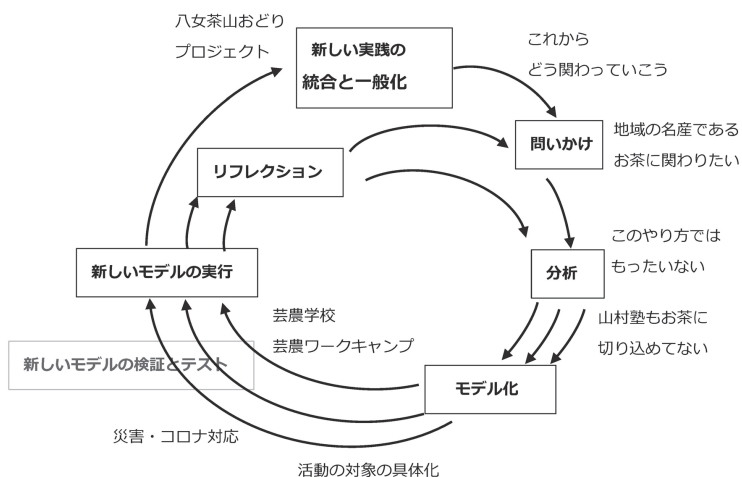 八女茶山おどり
プロジェクト
新しい実践の
統合と一般化
これから
どう関わっていこう
問いかけ
地域の名産である
お茶に関わりたい
リフレクション
このやり方では
もったいない
分析
新しいモデルの実行
芸農学校
芸農ワークキャンプ
山村塾もお茶に
切り込めてない
新しいモデルの検証とテスト
モデル化
災害・コロナ対応
活動の対象の具体化